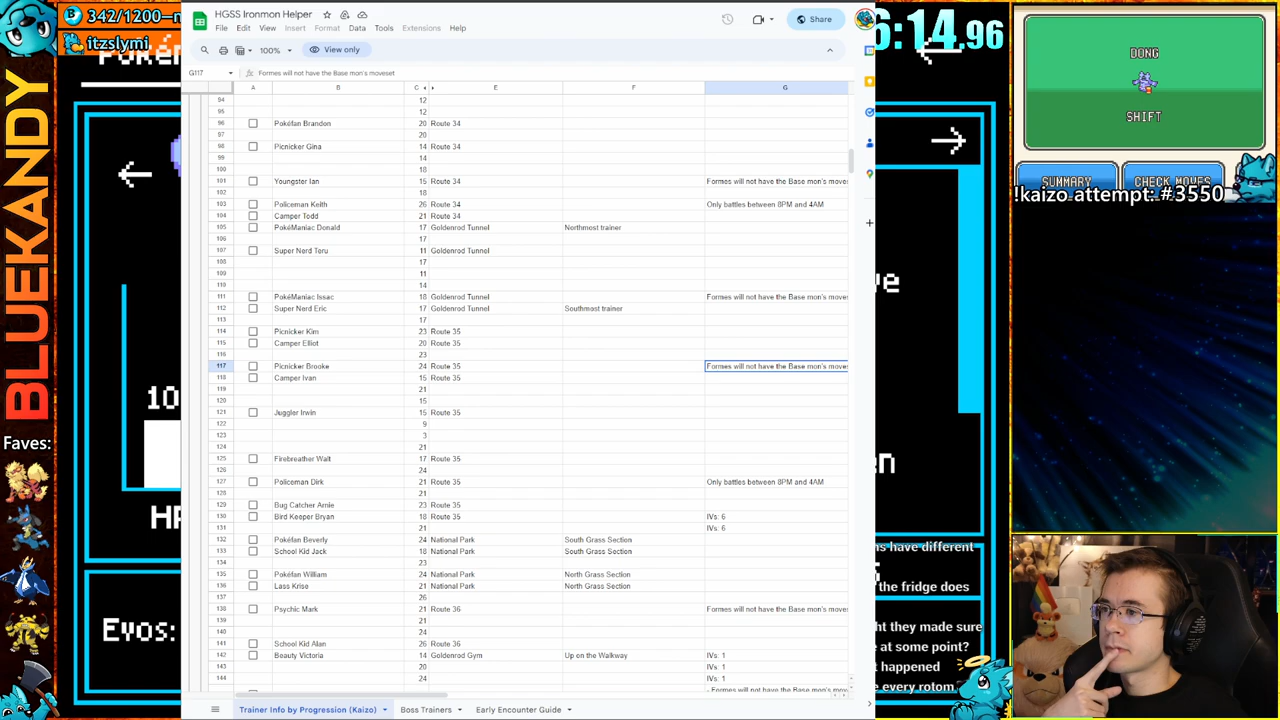 342/1200
itzslymi
BLUEKANDY
Faves:
HGSS Ironmon Helper
File Edit View Insert Format Data Tools Extensions Help
Share
100%
View only
G117
Formes will not have the Base mon's moveset
A B C E F G
94 12
95 12
96 Pokéfan Brandon 20 Route 34
97 20
98 Picnicker Gina 14 Route 34
99 14
100 18
101 Youngster Ian 15 Route 34 Formes will not have the Base mon's moves
102 18
103 Policeman Keith 26 Route 34 Only battles between 8PM and 4AM
104 Camper Todd 21 Route 34
105 PokéManiac Donald 17 Goldenrod Tunnel Northmost trainer
106 17
107 Super Nerd Teru 11 Goldenrod Tunnel
108 17
109 11
110 14
111 PokéManiac Issac 18 Goldenrod Tunnel Formes will not have the Base mon's moves
112 Super Nerd Eric 17 Goldenrod Tunnel Southmost trainer
113 17
114 Picnicker Kim 23 Route 35
115 Camper Elliot 20 Route 35
116 23
117 Picnicker Brooke 24 Route 35 Formes will not have the Base mon's moves
118 Camper Ivan 15 Route 35
119 21
120 15
121 Juggler Irwin 15 Route 35
122 9
123 3
124 21
125 Firebreather Walt 17 Route 35
126 24
127 Policeman Dirk 21 Route 35 Only battles between 8PM and 4AM
128 21
129 Bug Catcher Arnie 23 Route 35
130 Bird Keeper Bryan 18 Route 35 IVs: 6
131 21 IVs: 6
132 Pokéfan Beverly 24 National Park South Grass Section
133 School Kid Jack 18 National Park South Grass Section
134 23
135 Pokéfan William 24 National Park North Grass Section
136 Lass Krise 21 National Park North Grass Section
137 26
138 Psychic Mark 21 Route 36 Formes will not have the Base mon's moves
139 21
140 24
141 School Kid Alan 26 Route 36
142 Beauty Victoria 14 Goldenrod Gym Up on the Walkway IVs: 1
143 20 IVs: 1
144 24 IVs: 1
- Formes will not have the Base mon's
Trainer Info by Progression (Kaizo) Boss Trainers Early Encounter Guide
10
HP
Evos:
6:14.96
DONG
SHIFT
SUMMARY
CHECK MOVES
!kaizo attempt: #3550
ve
en
ns have different
the fridge does
ht they made sure
e at some point?
t happened
e every rotom.